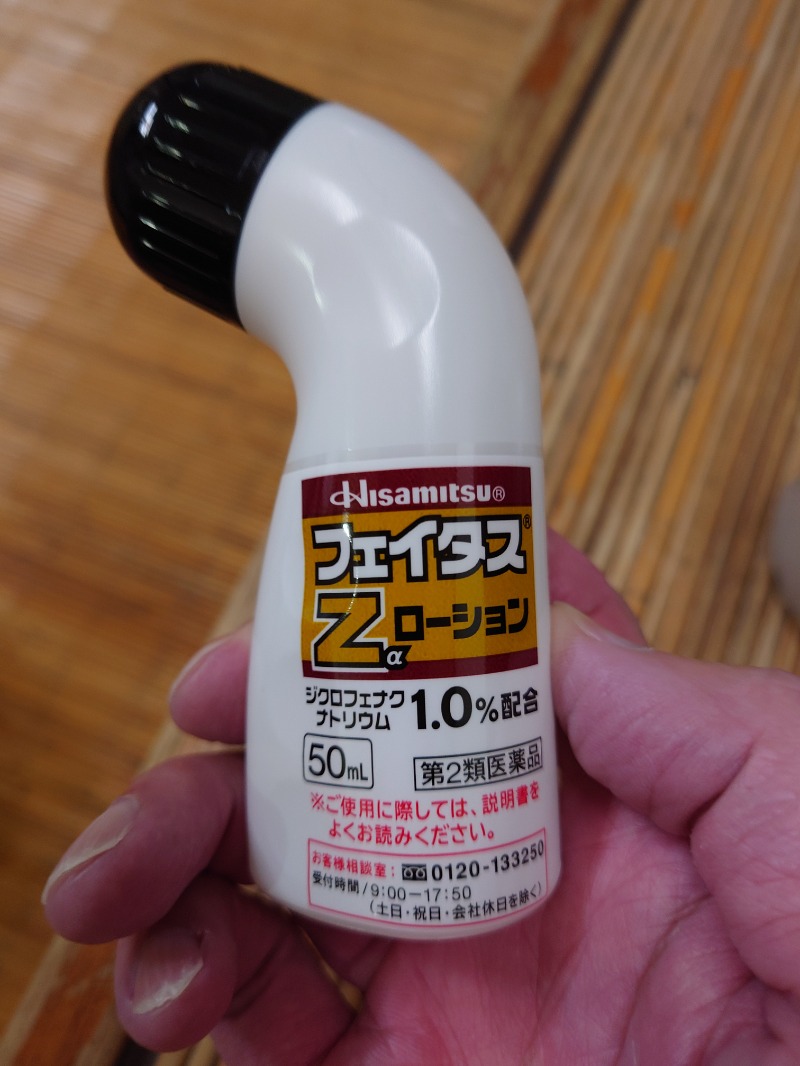 Hisamitsu®
フェイタス®
Zα ローション
ジクロフェナク
ナトリウム 1.0%配合
50mL 第2類医薬品
※ご使用に際しては、説明書を
よくお読みください。
お客様相談室: 0120-133250
受付時間/9:00−17:50
(土日・祝日・会社休日を除く)